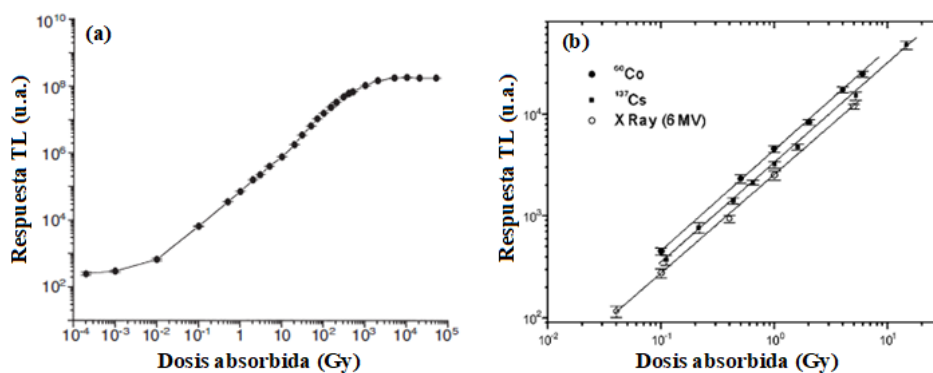 (a)
Respuesta TL (u.a.)
10^10
10^8
10^6
10^4
10^2
10^-4 10^-3 10^-2 10^-1 1 10 10^2 10^3 10^4 10^5
Dosis absorbida (Gy)
(b)
^60Co
^137Cs
X Ray (6 MV)
Respuesta TL (u.a.)
10^4
10^3
10^2
10^-2 10^-1 10^0 10^1
Dosis absorbida (Gy)